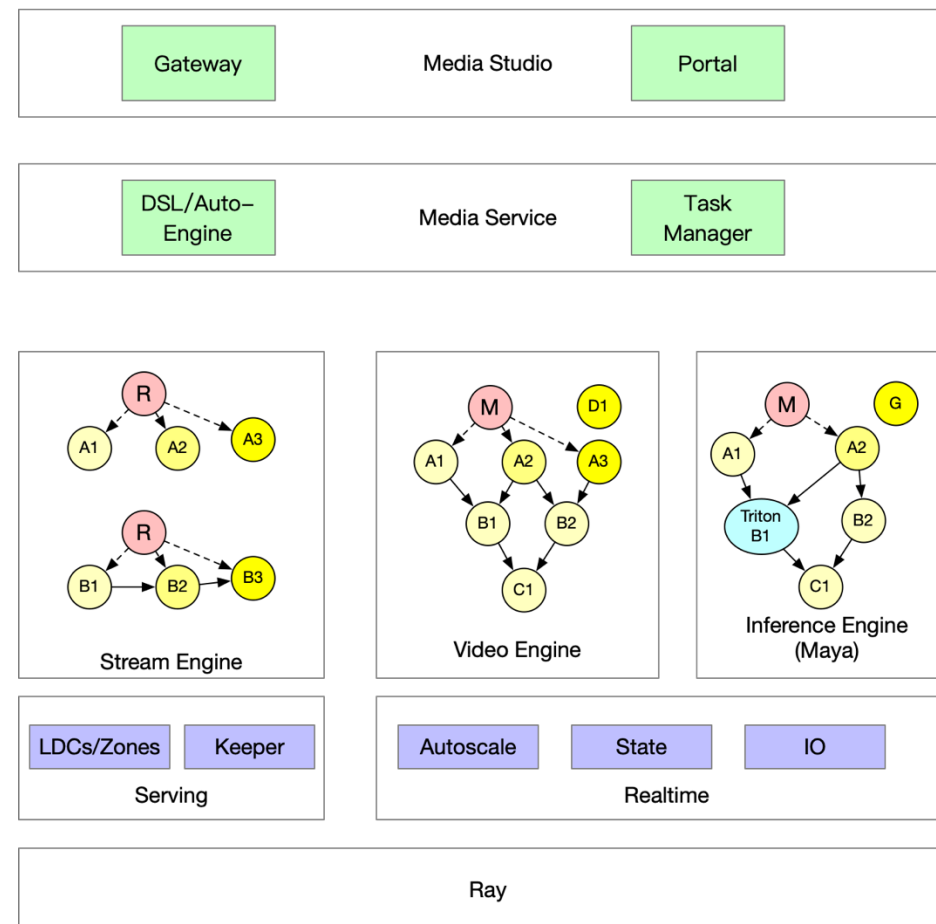 Gateway
Media Studio
Portal
DSL/Auto-
Engine
Media Service
Task
Manager
R
A1
A2
A3
R
B1
B2
B3
Stream Engine
M
D1
A1
A2
A3
B1
B2
C1
Video Engine
M
G
A1
A2
Triton
B1
B2
C1
Inference Engine
(Maya)
LDCs/Zones
Keeper
Serving
Autoscale
State
IO
Realtime
Ray